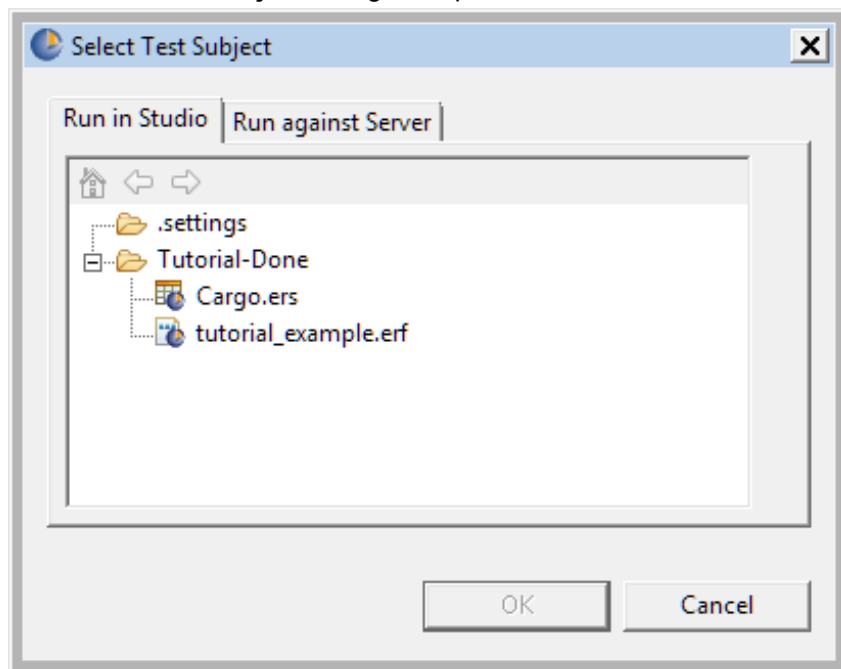 Select Test Subject
Run in Studio
Run against Server
.settings
Tutorial-Done
Cargo.ers
tutorial_example.erf
OK
Cancel